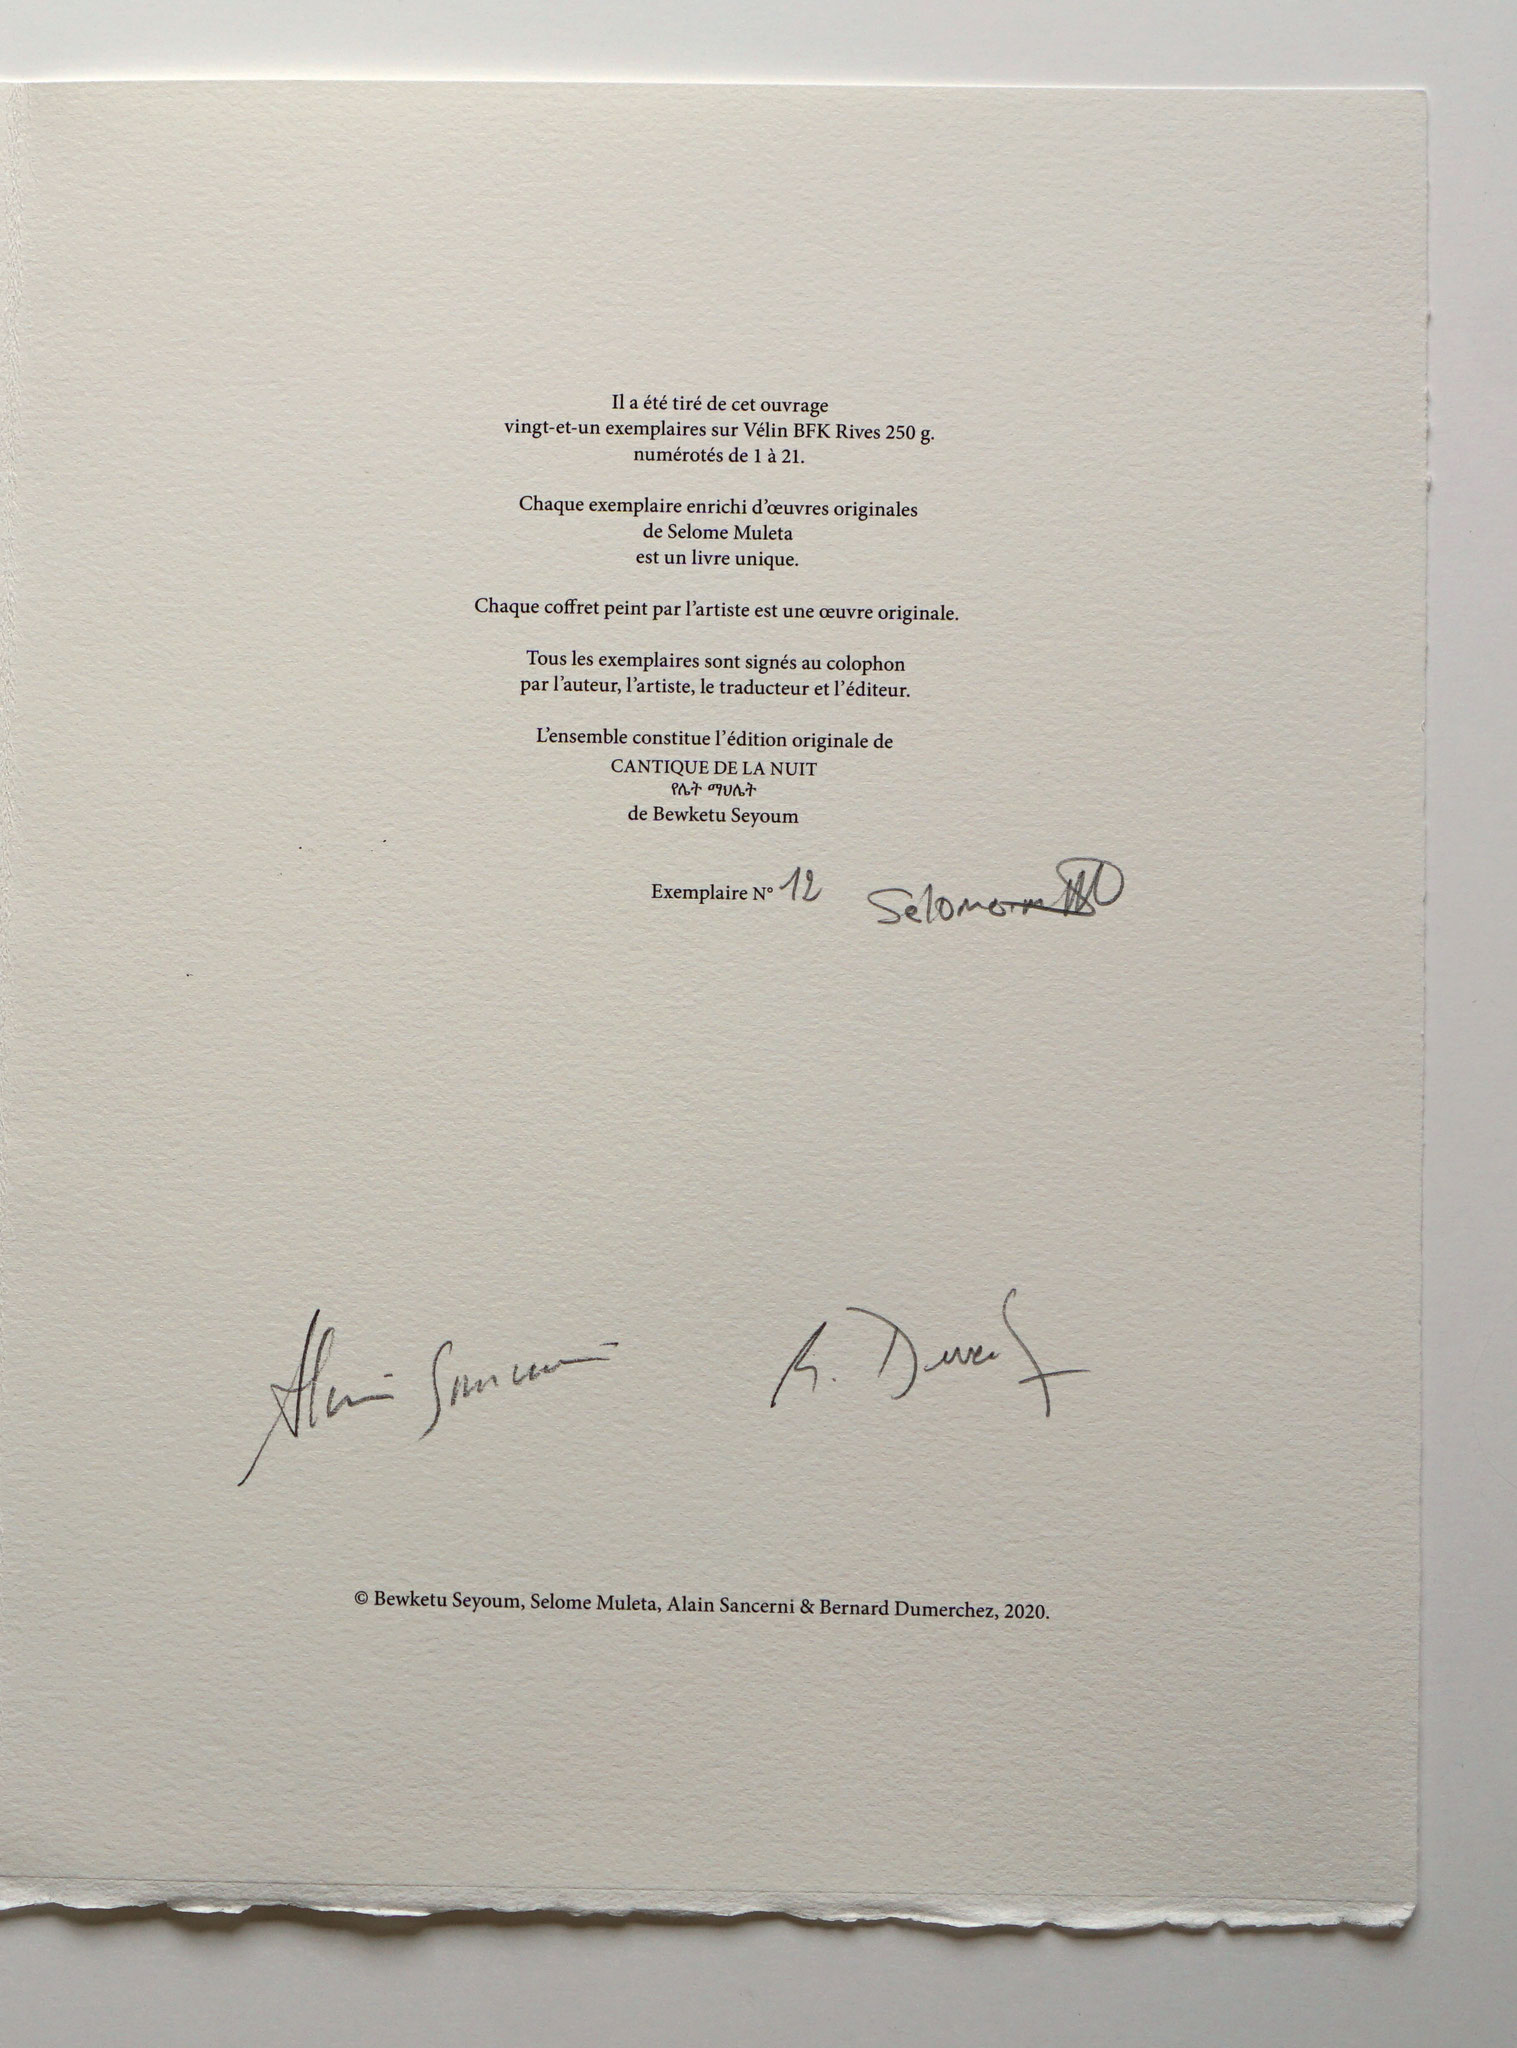 Il a été tiré de cet ouvrage
vingt-et-un exemplaires sur Vélin BFK Rives 250 g.
numérotés de 1 à 21.
Chaque exemplaire enrichi d’œuvres originales
de Selome Muleta
est un livre unique.
Chaque coffret peint par l’artiste est une œuvre originale.
Tous les exemplaires sont signés au colophon
par l’auteur, l’artiste, le traducteur et l’éditeur.
L’ensemble constitue l’édition originale de
CANTIQUE DE LA NUIT
የሌት ማህሌት
de Bewketu Seyoum
Exemplaire N° 12 Selome
Alain Sancerni B. Dumerchez
© Bewketu Seyoum, Selome Muleta, Alain Sancerni & Bernard Dumerchez, 2020.